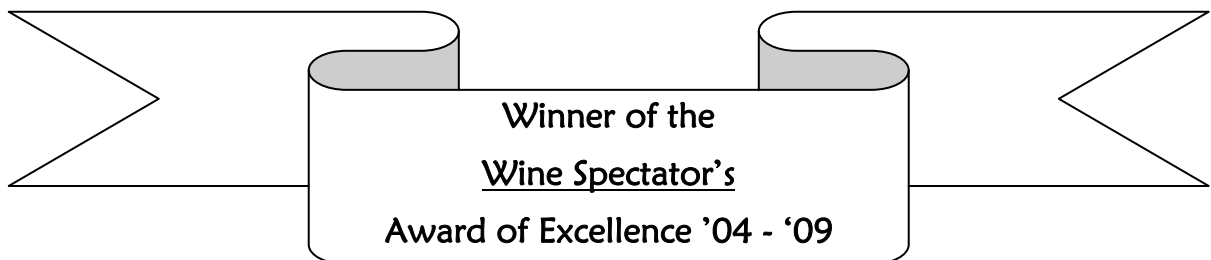 Winner of the
Wine Spectator’s
Award of Excellence ’04 - ‘09